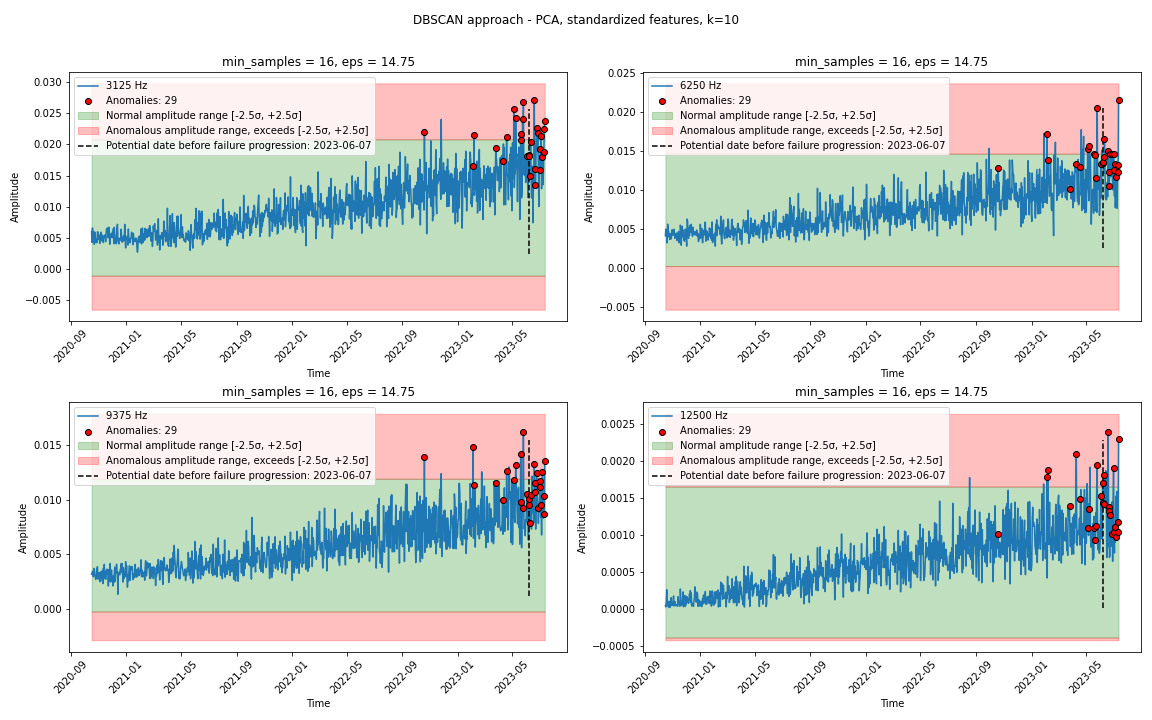 DBSCAN approach - PCA, standardized features, k=10
min_samples = 16, eps = 14.75
3125 Hz
Anomalies: 29
Normal amplitude range [-2.5σ, +2.5σ]
Anomalous amplitude range, exceeds [-2.5σ, +2.5σ]
Potential date before failure progression: 2023-06-07
0.030
0.025
0.020
0.015
0.010
0.005
0.000
−0.005
Amplitude
2020-09
2021-01
2021-05
2021-09
2022-01
2022-05
2022-09
2023-01
2023-05
Time
min_samples = 16, eps = 14.75
6250 Hz
Anomalies: 29
Normal amplitude range [-2.5σ, +2.5σ]
Anomalous amplitude range, exceeds [-2.5σ, +2.5σ]
Potential date before failure progression: 2023-06-07
0.025
0.020
0.015
0.010
0.005
0.000
−0.005
Amplitude
2020-09
2021-01
2021-05
2021-09
2022-01
2022-05
2022-09
2023-01
2023-05
Time
min_samples = 16, eps = 14.75
9375 Hz
Anomalies: 29
Normal amplitude range [-2.5σ, +2.5σ]
Anomalous amplitude range, exceeds [-2.5σ, +2.5σ]
Potential date before failure progression: 2023-06-07
0.015
0.010
0.005
0.000
Amplitude
2020-09
2021-01
2021-05
2021-09
2022-01
2022-05
2022-09
2023-01
2023-05
Time
min_samples = 16, eps = 14.75
12500 Hz
Anomalies: 29
Normal amplitude range [-2.5σ, +2.5σ]
Anomalous amplitude range, exceeds [-2.5σ, +2.5σ]
Potential date before failure progression: 2023-06-07
0.0025
0.0020
0.0015
0.0010
0.0005
0.0000
−0.0005
Amplitude
2020-09
2021-01
2021-05
2021-09
2022-01
2022-05
2022-09
2023-01
2023-05
Time